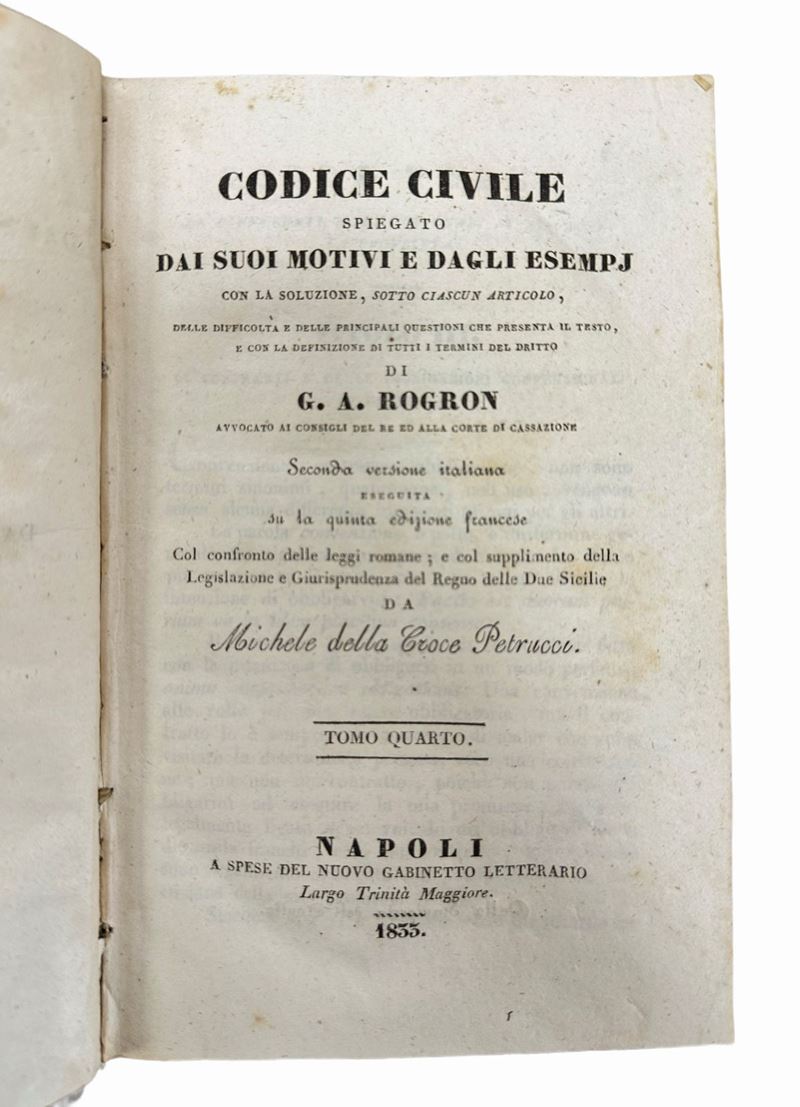 CODICE CIVILE
SPIEGATO
DAI SUOI MOTIVI E DAGLI ESEMPJ
CON LA SOLUZIONE, SOTTO CIASCUN ARTICOLO,
DELLE DIFFICOLTÀ E DELLE PRINCIPALI QUESTIONI CHE PRESENTA IL TESTO,
E CON LA DEFINIZIONE DI TUTTI I TERMINI DEL DRITTO
DI
G. A. ROGRON
AVVOCATO AI CONSIGLI DEL RE ED ALLA CORTE DI CASSAZIONE
Seconda versione italiana
ESEGUITA
su la quinta edizione francese
Col confronto delle leggi romane; e col supplimento della
Legislazione e Giurisprudenza del Regno delle Due Sicilie
DA
Michele della Croce Petrucci.
TOMO QUARTO.
NAPOLI
A SPESE DEL NUOVO GABINETTO LETTERARIO
Largo Trinità Maggiore.
1833.